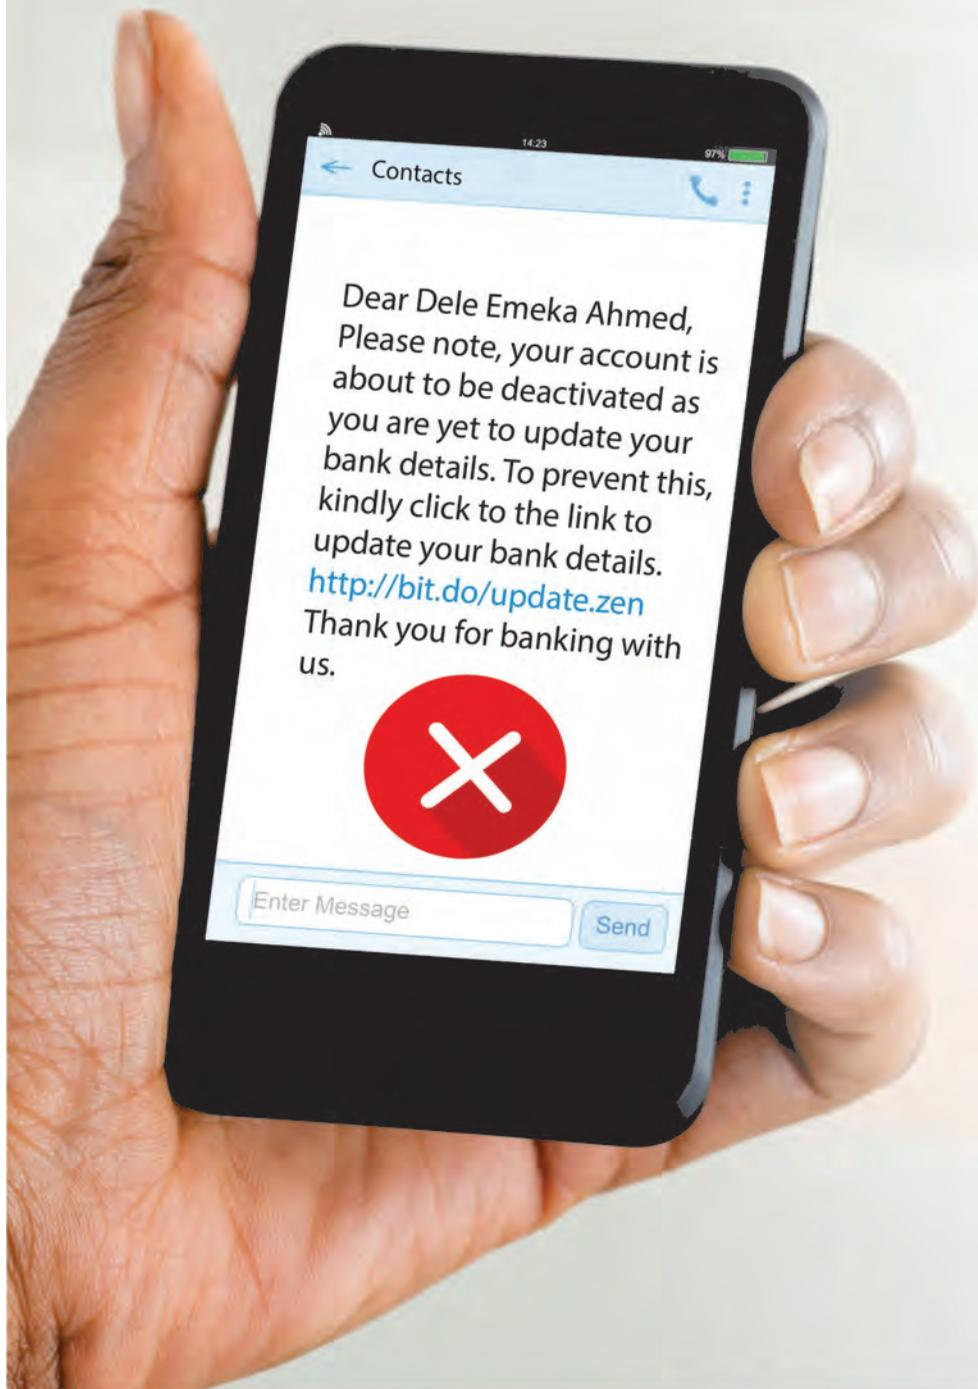 14:23
97%
Contacts
Dear Dele Emeka Ahmed,
Please note, your account is
about to be deactivated as
you are yet to update your
bank details. To prevent this,
kindly click to the link to
update your bank details.
http://bit.do/update.zen
Thank you for banking with
us.
Enter Message
Send